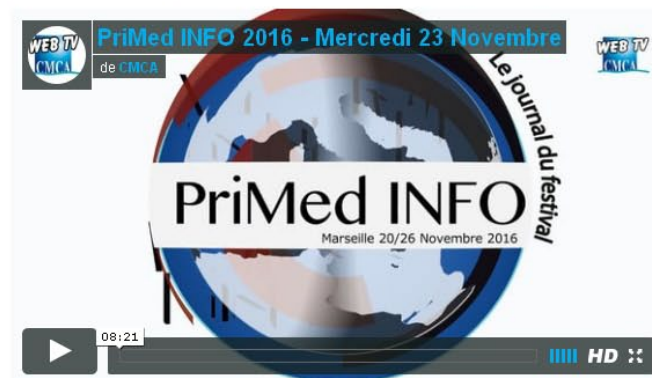 WEB TV
CMCA
PriMed INFO 2016 - Mercredi 23 Novembre
de CMCA
WEB TV
CMCA
Le journal du festival
PriMed INFO
Marseille 20/26 Novembre 2016
08:21
HD